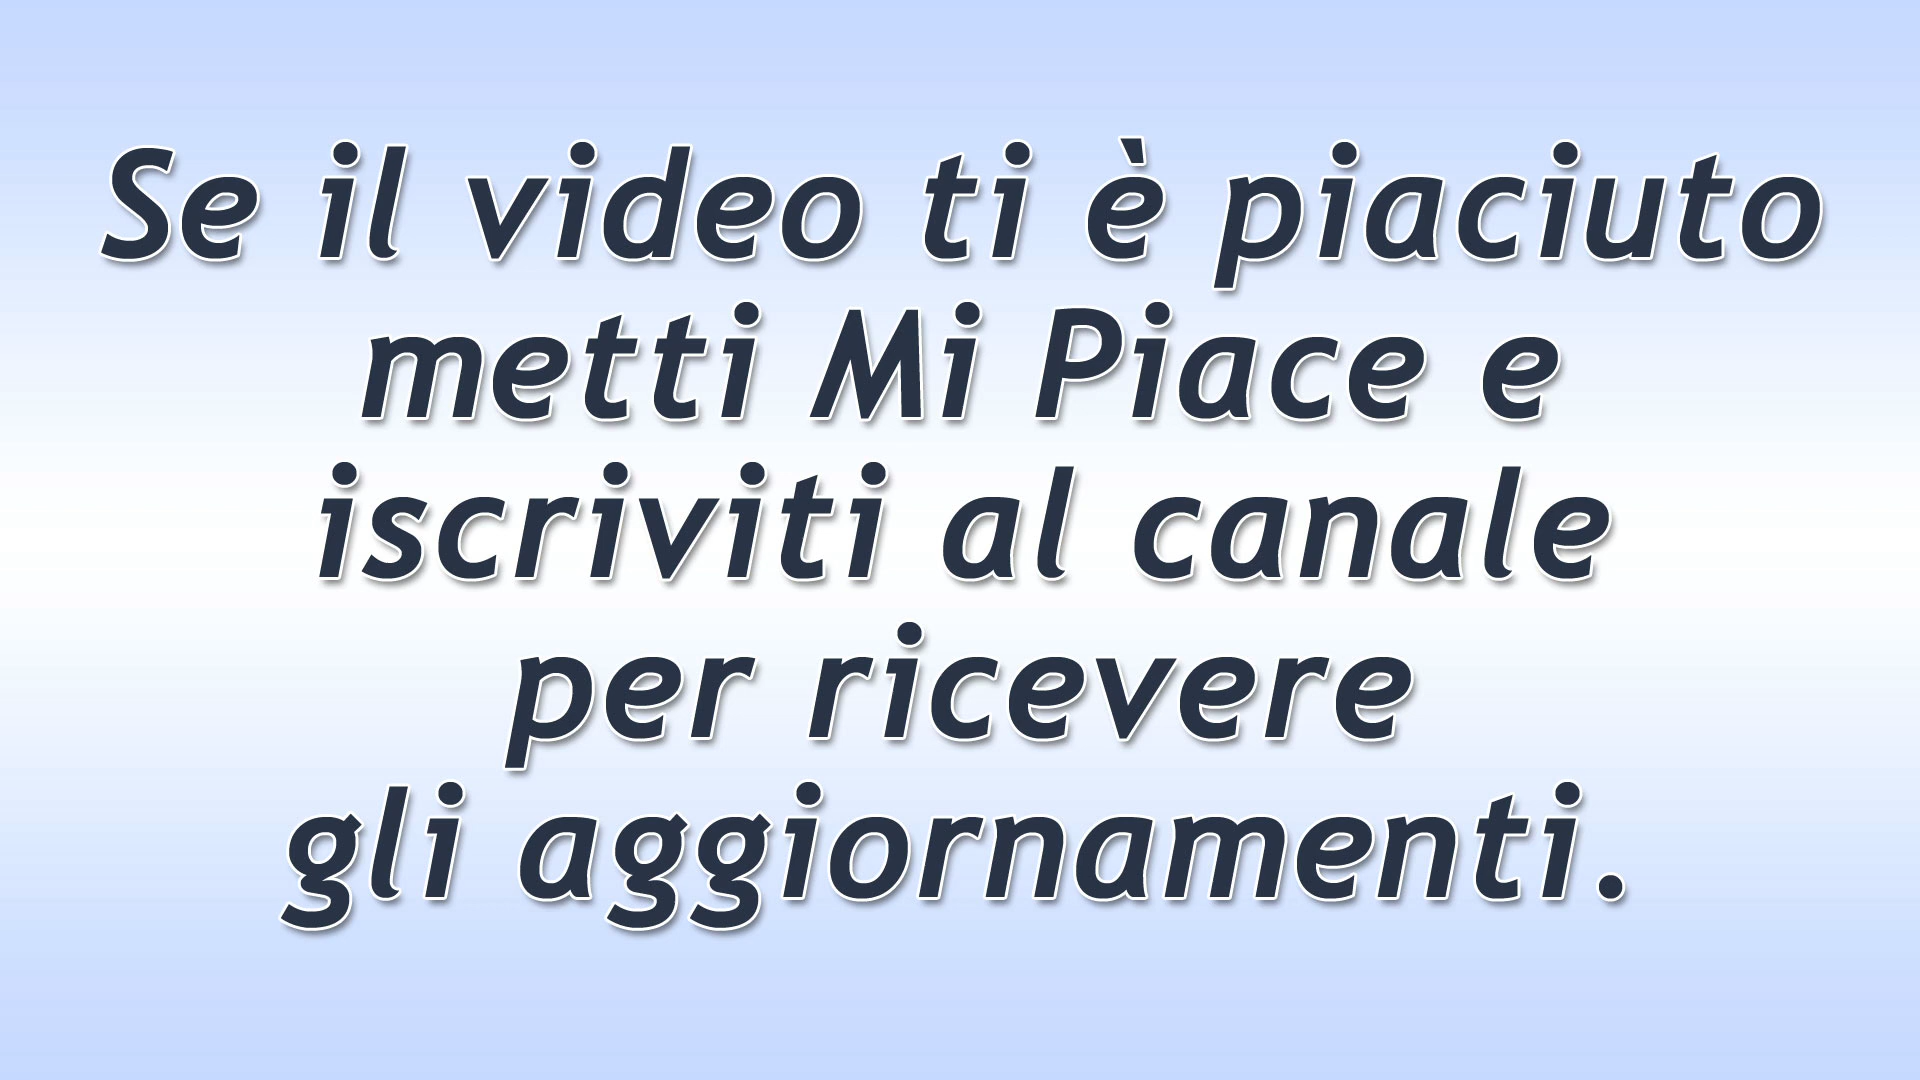 Se il video ti è piaciuto
metti Mi Piace e
iscriviti al canale
per ricevere
gli aggiornamenti.